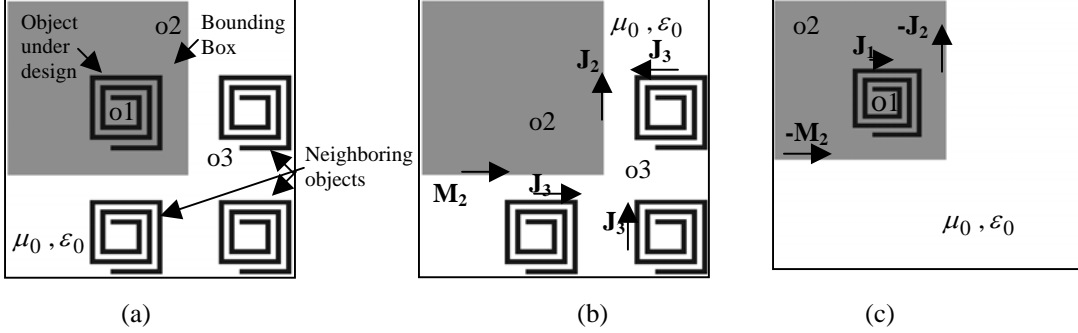 Object
under
design
o2
Bounding
Box
o1
o3
Neighboring
objects
μ₀ , ε₀
(a)
μ₀ , ε₀
J₂
J₃
o2
o3
M₂
J₃
J₃
(b)
o2
-J₂
J₁
o1
-M₂
μ₀ , ε₀
(c)